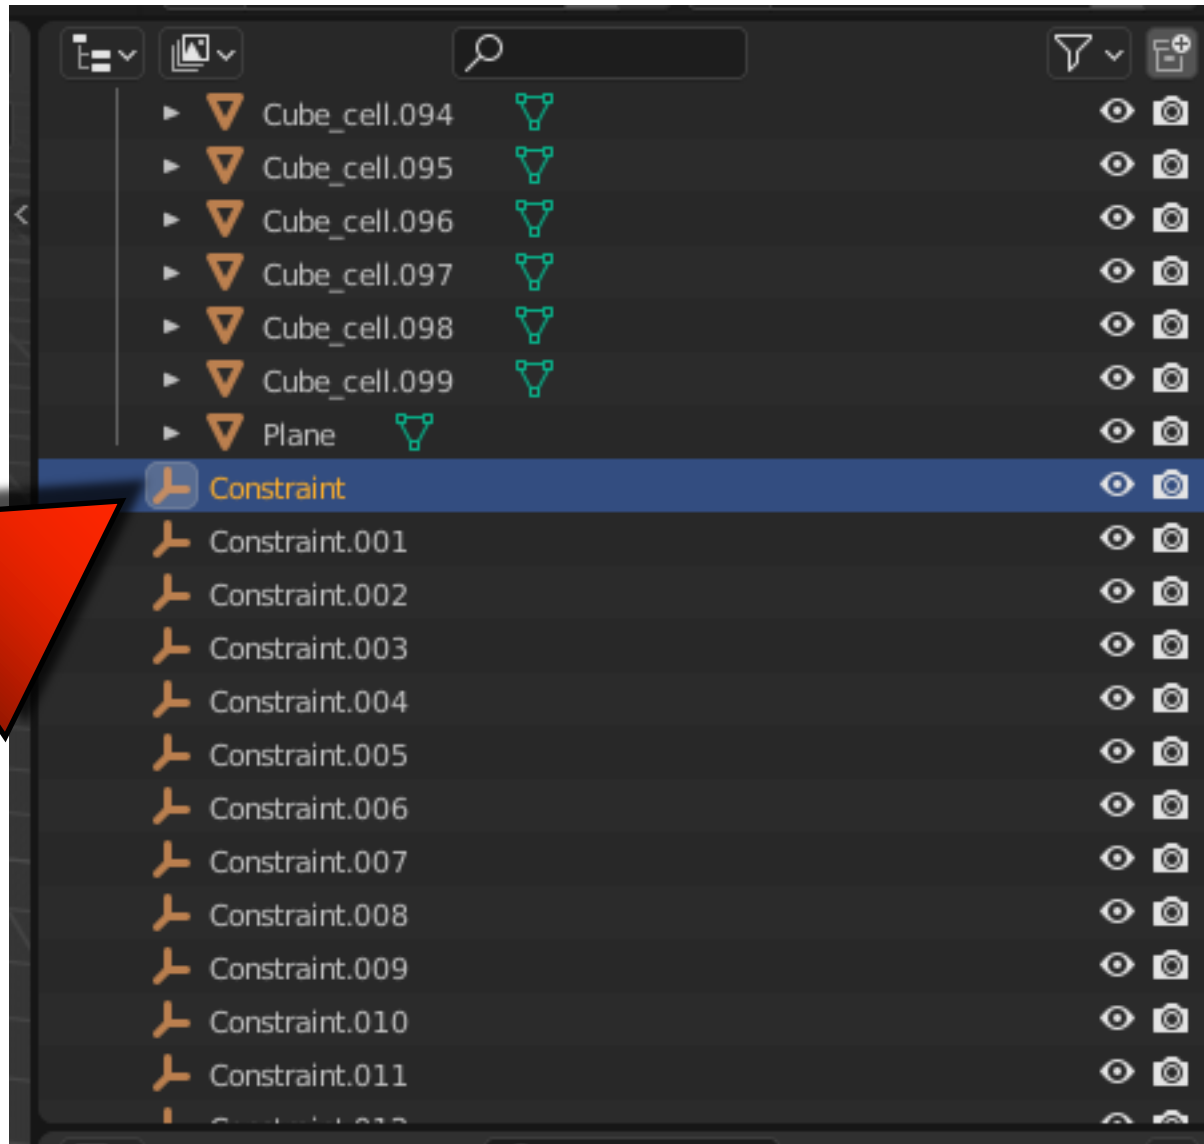 Cube_cell.094
Cube_cell.095
Cube_cell.096
Cube_cell.097
Cube_cell.098
Cube_cell.099
Plane
Constraint
Constraint.001
Constraint.002
Constraint.003
Constraint.004
Constraint.005
Constraint.006
Constraint.007
Constraint.008
Constraint.009
Constraint.010
Constraint.011